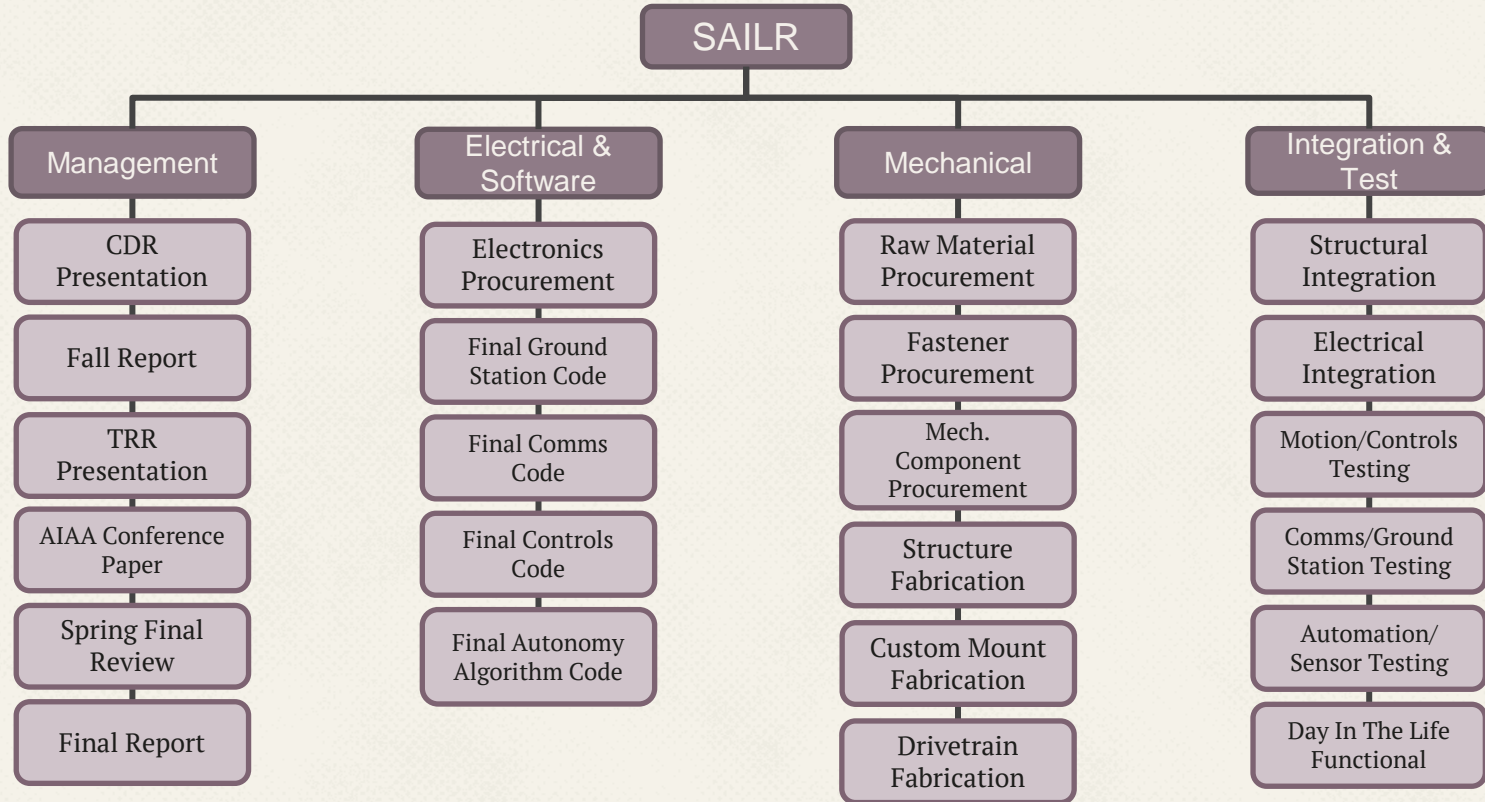 SAILR
Management
CDR
Presentation
Fall Report
TRR
Presentation
AIAA Conference
Paper
Spring Final
Review
Final Report
Electrical &
Software
Electronics
Procurement
Final Ground
Station Code
Final Comms
Code
Final Controls
Code
Final Autonomy
Algorithm Code
Mechanical
Raw Material
Procurement
Fastener
Procurement
Mech.
Component
Procurement
Structure
Fabrication
Custom Mount
Fabrication
Drivetrain
Fabrication
Integration &
Test
Structural
Integration
Electrical
Integration
Motion/Controls
Testing
Comms/Ground
Station Testing
Automation/
Sensor Testing
Day In The Life
Functional